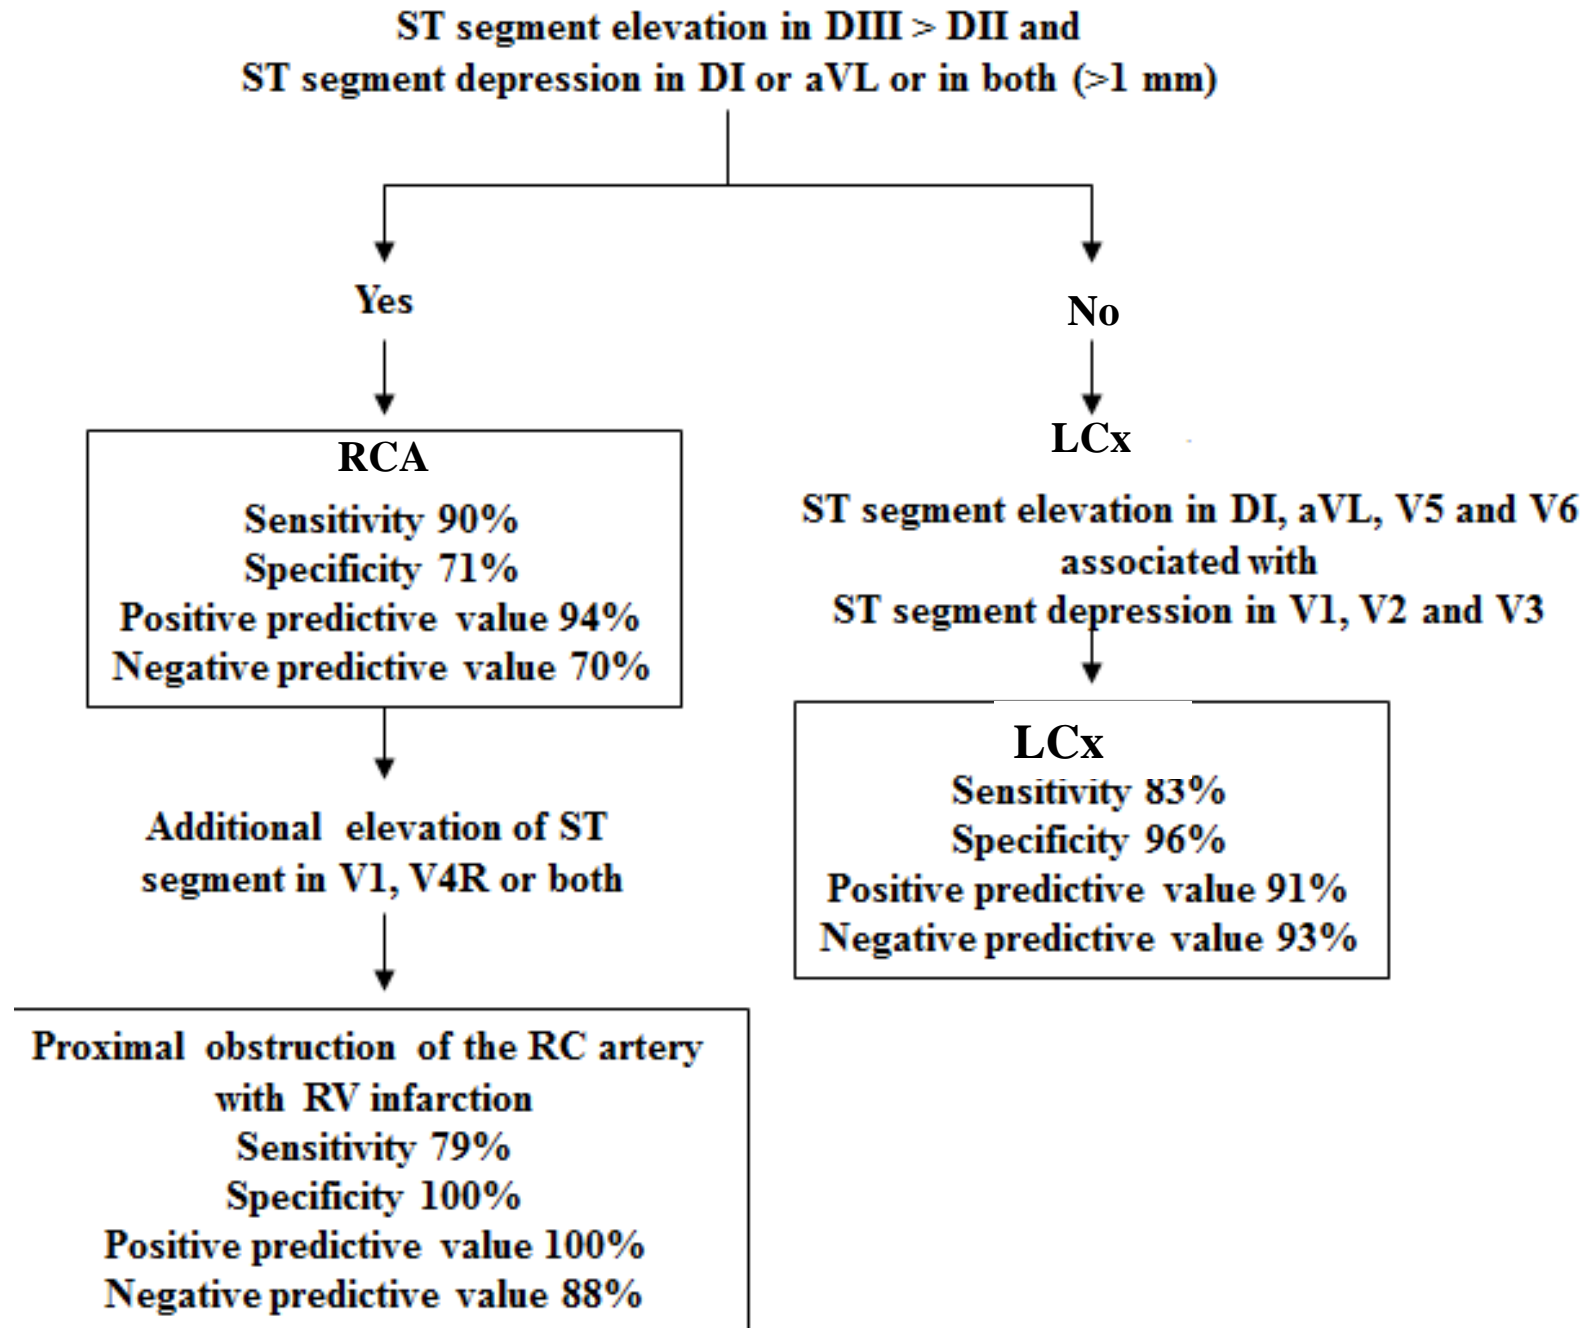 ST segment elevation in DIII > DII and
ST segment depression in DI or aVL or in both (>1 mm)
Yes
No
RCA
Sensitivity 90%
Specificity 71%
Positive predictive value 94%
Negative predictive value 70%
LCx
ST segment elevation in DI, aVL, V5 and V6
associated with
ST segment depression in V1, V2 and V3
LCx
Sensitivity 83%
Specificity 96%
Positive predictive value 91%
Negative predictive value 93%
Additional elevation of ST
segment in V1, V4R or both
Proximal obstruction of the RC artery
with RV infarction
Sensitivity 79%
Specificity 100%
Positive predictive value 100%
Negative predictive value 88%